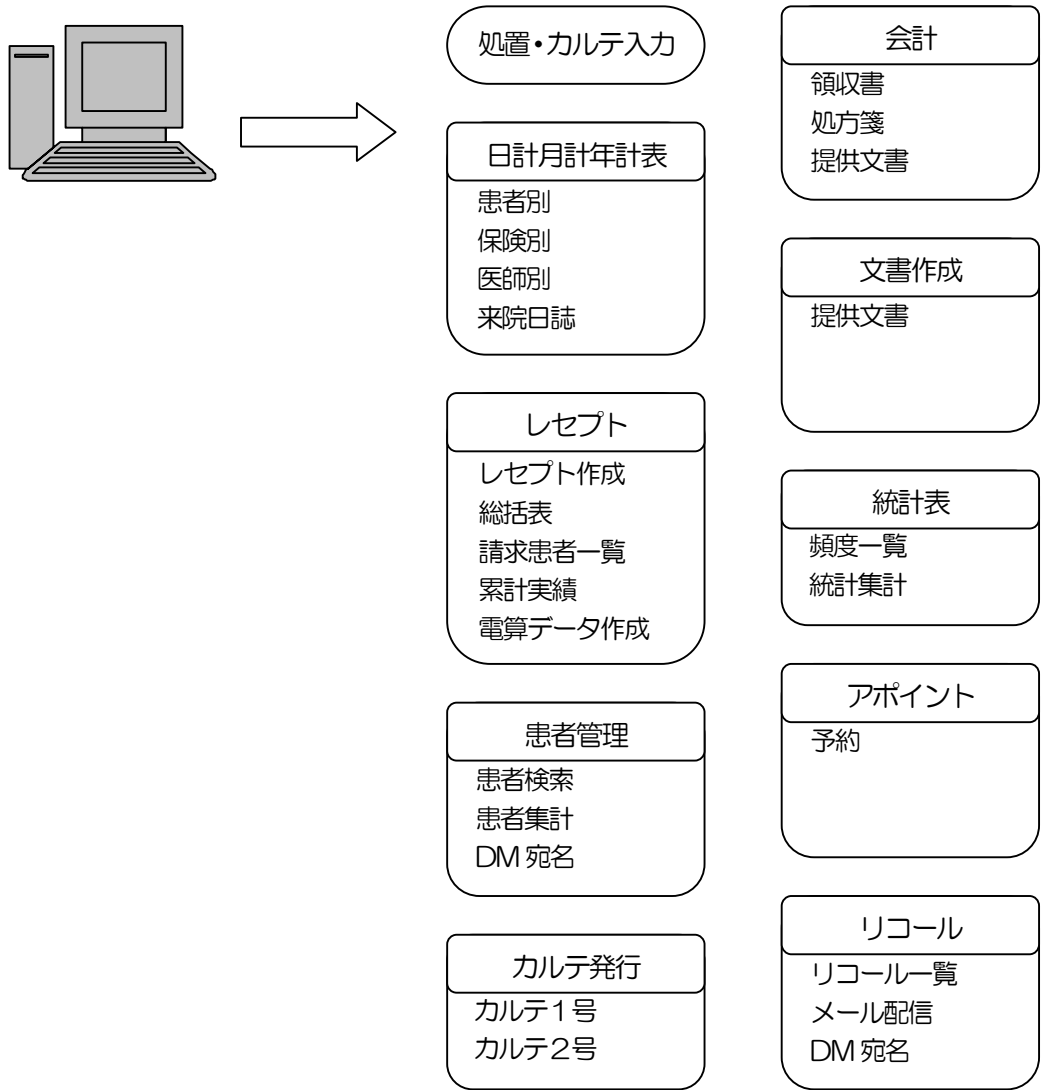 処置・カルテ入力
日計月計年計表
患者別
保険別
医師別
来院日誌
レセプト
レセプト作成
総括表
請求患者一覧
累計実績
電算データ作成
患者管理
患者検索
患者集計
DM 宛名
カルテ発行
カルテ１号
カルテ２号
会計
領収書
処方箋
提供文書
文書作成
提供文書
統計表
頻度一覧
統計集計
アポイント
予約
リコール
リコール一覧
メール配信
DM 宛名